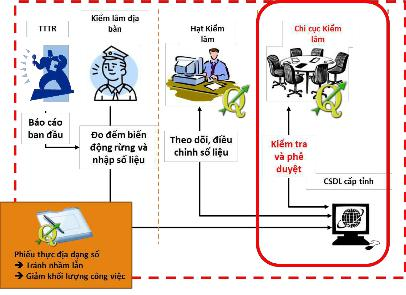 TTTR
Kiểm lâm địa
bàn
Hạt Kiểm
lâm
Chi cục Kiểm
lâm
Báo cáo
ban đầu
Đo đếm biến
động rừng và
nhập số liệu
Theo dõi, điều
chỉnh số liệu
Kiểm tra
và phê
duyệt
CSDL cấp tỉnh
Phiếu thực địa dạng số
→ Tránh nhầm lẫn
→ Giảm khối lượng công việc